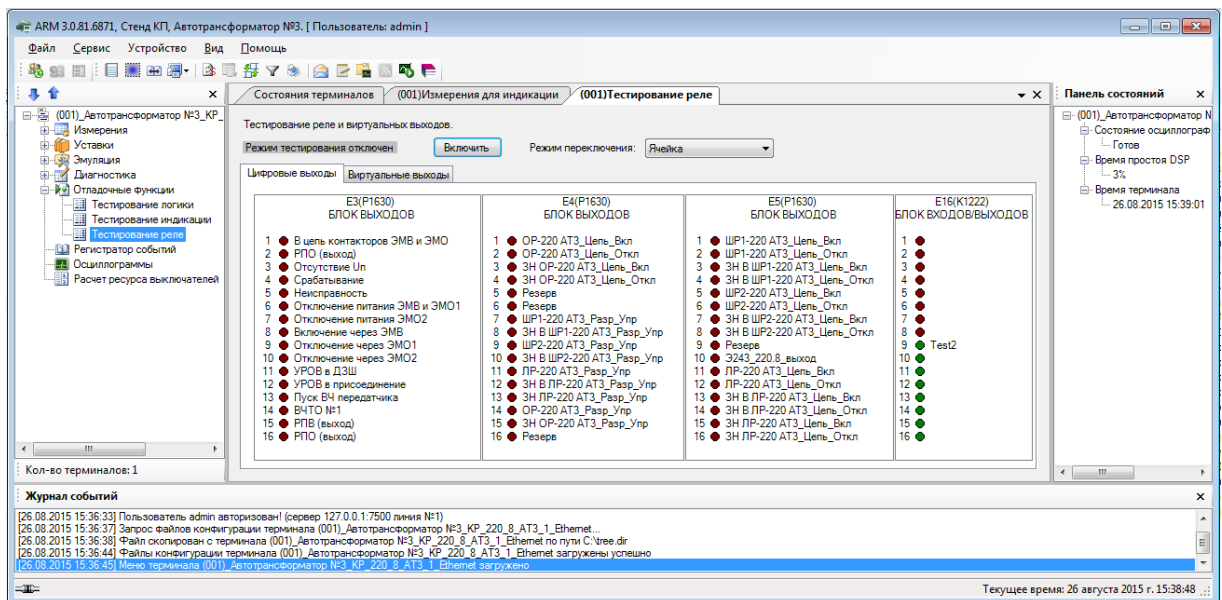 ARM 3.0.81.6871, Стенд КП, Автотрансформатор №3. [ Пользователь: admin ]
Файл Сервис Устройство Вид Помощь
Состояния терминалов (001)Измерения для индикации (001)Тестирование реле
(001)_Автотрансформатор №3_KP_
Измерения
Уставки
Эмуляция
Диагностика
Отладочные функции
Тестирование логики
Тестирование индикации
Тестирование реле
Регистратор событий
Осциллограммы
Расчет ресурса выключателей
Кол-во терминалов: 1
Тестирование реле и виртуальных выходов.
Режим тестирования отключен Включить Режим переключения: Ячейка
Цифровые выходы Виртуальные выходы
E3(P1630)
БЛОК ВЫХОДОВ
1 В цепь контакторов ЭМВ и ЭМО
2 РПО (выход)
3 Отсутствие Un
4 Срабатывание
5 Неисправность
6 Отключение питания ЭМВ и ЭМО1
7 Отключение питания ЭМО2
8 Включение через ЭМВ
9 Отключение через ЭМО1
10 Отключение через ЭМО2
11 УРОВ в ДЗШ
12 УРОВ в присоединение
13 Пуск ВЧ передатчика
14 ВЧТО №1
15 РПВ (выход)
16 РПО (выход)
E4(P1630)
БЛОК ВЫХОДОВ
1 ОР-220 АТ3_Цепь_Вкл
2 ОР-220 АТ3_Цепь_Откл
3 ЗН ОР-220 АТ3_Цепь_Вкл
4 ЗН ОР-220 АТ3_Цепь_Откл
5 Резерв
6 Резерв
7 ШР1-220 АТ3_Разр_Упр
8 ЗН В ШР1-220 АТ3_Разр_Упр
9 ШР2-220 АТ3_Разр_Упр
10 ЗН В ШР2-220 АТ3_Разр_Упр
11 ЛР-220 АТ3_Разр_Упр
12 ЗН В ЛР-220 АТ3_Разр_Упр
13 ЗН ЛР-220 АТ3_Разр_Упр
14 ОР-220 АТ3_Разр_Упр
15 ЗН ОР-220 АТ3_Разр_Упр
16 Резерв
E5(P1630)
БЛОК ВЫХОДОВ
1 ШР1-220 АТ3_Цепь_Вкл
2 ШР1-220 АТ3_Цепь_Откл
3 ЗН В ШР1-220 АТ3_Цепь_Вкл
4 ЗН В ШР1-220 АТ3_Цепь_Откл
5 ШР2-220 АТ3_Цепь_Вкл
6 ШР2-220 АТ3_Цепь_Откл
7 ЗН В ШР2-220 АТ3_Цепь_Вкл
8 ЗН В ШР2-220 АТ3_Цепь_Откл
9 Резерв
10 Э243_220.8_выход
11 ЛР-220 АТ3_Цепь_Вкл
12 ЛР-220 АТ3_Цепь_Откл
13 ЗН В ЛР-220 АТ3_Цепь_Вкл
14 ЗН В ЛР-220 АТ3_Цепь_Откл
15 ЗН ЛР-220 АТ3_Цепь_Вкл
16 ЗН ЛР-220 АТ3_Цепь_Откл
E16(K1222)
БЛОК ВХОДОВ/ВЫХОДОВ
1
2
3
4
5
6
7
8
9 Test2
10
11
12
13
14
15
16
Панель состояний
(001)_Автотрансформатор N
Состояние осциллограф
Готов
Время простоя DSP
3%
Время терминала
26.08.2015 15:39:01
Журнал событий
[26.08.2015 15:36:33] Пользователь admin авторизован! (сервер 127.0.0.1:7500 линия №1)
[26.08.2015 15:36:37] Запрос файлов конфигурации терминала (001)_Автотрансформатор №3_KP_220_8_AT3_1_Ethernet...
[26.08.2015 15:36:38] Файл скопирован с терминала (001)_Автотрансформатор №3_KP_220_8_AT3_1_Ethernet по пути C:\tree.dir
[26.08.2015 15:36:44] Файлы конфигурации терминала (001)_Автотрансформатор №3_KP_220_8_AT3_1_Ethernet загружены успешно
[26.08.2015 15:36:45] Меню терминала (001)_Автотрансформатор №3_KP_220_8_AT3_1_Ethernet загружено
Текущее время: 26 августа 2015 г. 15:38:48